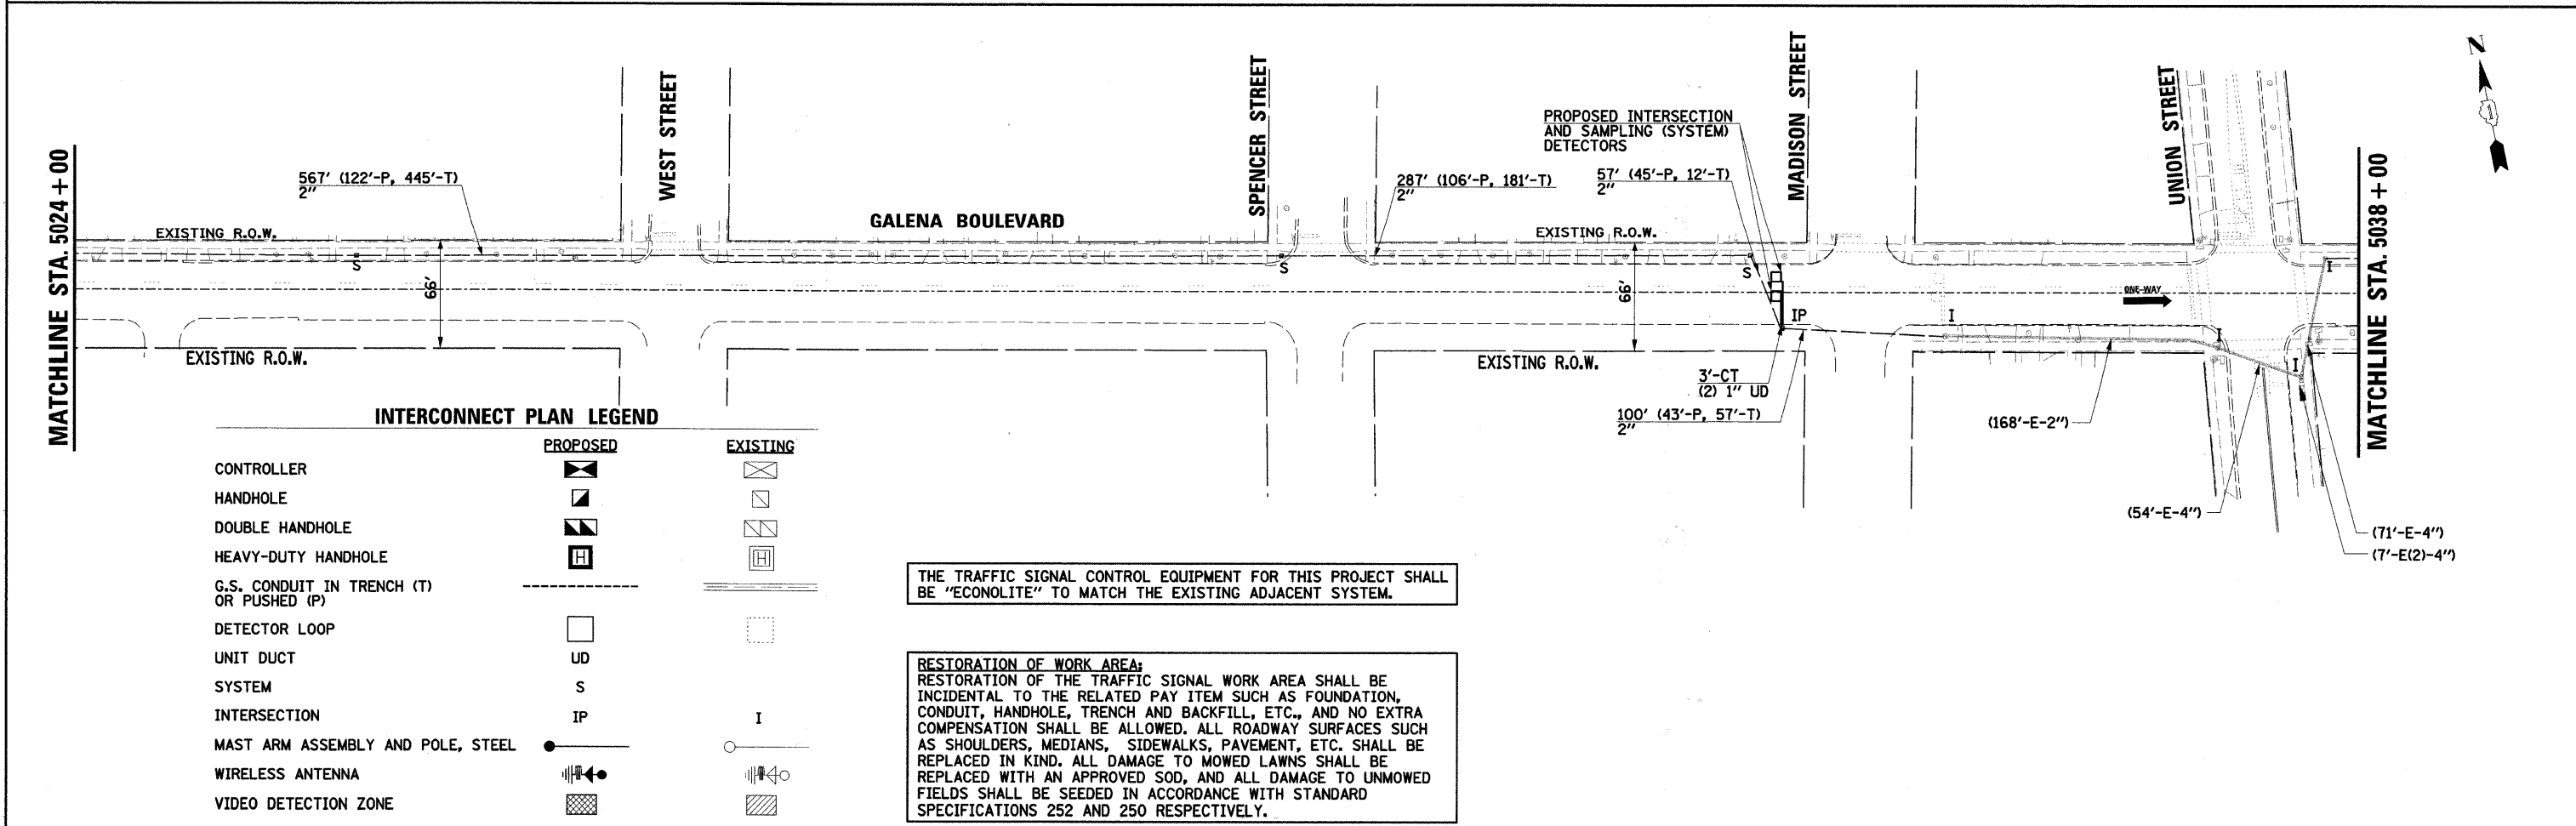 N
MATCHLINE STA. 5024+00
WEST STREET
SPENCER STREET
MADISON STREET
UNION STREET
MATCHLINE STA. 5038+00
PROPOSED INTERSECTION
AND SAMPLING (SYSTEM)
DETECTORS
567' (122'-P, 445'-T)
2"
287' (106'-P, 181'-T)
2"
57' (45'-P, 12'-T)
2"
GALENA BOULEVARD
EXISTING R.O.W.
EXISTING R.O.W.
S
S
S
I
66'
66'
ONE-WAY
IP
I
I
I
EXISTING R.O.W.
EXISTING R.O.W.
3'-CT
(2) 1" UD
100' (43'-P, 57'-T)
2"
(168'-E-2")
(54'-E-4")
(71'-E-4")
(7'-E(2)-4")
INTERCONNECT PLAN LEGEND
PROPOSED EXISTING
CONTROLLER
HANDHOLE
DOUBLE HANDHOLE
HEAVY-DUTY HANDHOLE H H
G.S. CONDUIT IN TRENCH (T)
OR PUSHED (P)
DETECTOR LOOP
UNIT DUCT UD
SYSTEM S
INTERSECTION IP I
MAST ARM ASSEMBLY AND POLE, STEEL
WIRELESS ANTENNA
VIDEO DETECTION ZONE
THE TRAFFIC SIGNAL CONTROL EQUIPMENT FOR THIS PROJECT SHALL
BE "ECONOLITE" TO MATCH THE EXISTING ADJACENT SYSTEM.
RESTORATION OF WORK AREA:
RESTORATION OF THE TRAFFIC SIGNAL WORK AREA SHALL BE
INCIDENTAL TO THE RELATED PAY ITEM SUCH AS FOUNDATION,
CONDUIT, HANDHOLE, TRENCH AND BACKFILL, ETC., AND NO EXTRA
COMPENSATION SHALL BE ALLOWED. ALL ROADWAY SURFACES SUCH
AS SHOULDERS, MEDIANS, SIDEWALKS, PAVEMENT, ETC. SHALL BE
REPLACED IN KIND. ALL DAMAGE TO MOWED LAWNS SHALL BE
REPLACED WITH AN APPROVED SOD, AND ALL DAMAGE TO UNMOWED
FIELDS SHALL BE SEEDED IN ACCORDANCE WITH STANDARD
SPECIFICATIONS 252 AND 250 RESPECTIVELY.